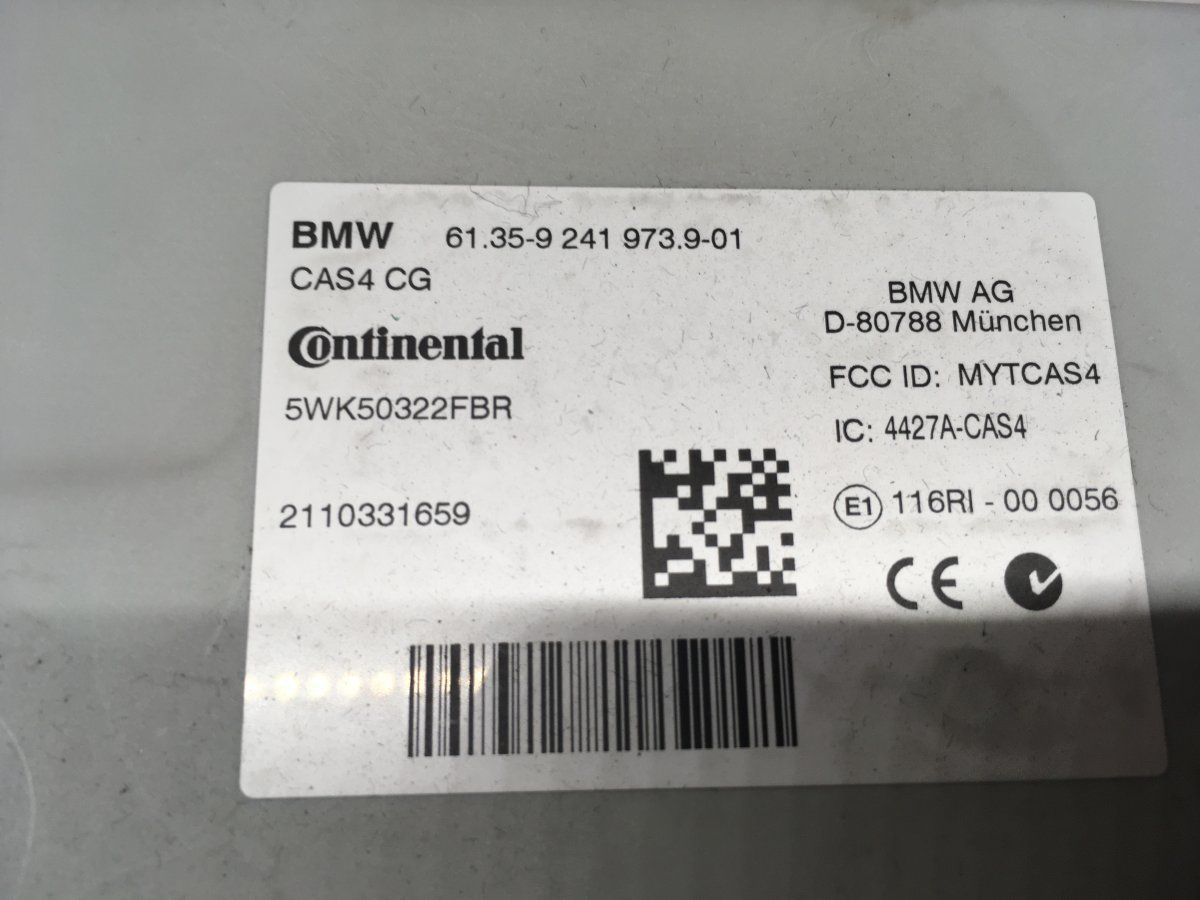 BMW 61.35-9 241 973.9-01
CAS4 CG
Continental
5WK50322FBR
2110331659
BMW AG
D-80788 München
FCC ID: MYTCAS4
IC: 4427A-CAS4
E1 116RI - 00 0056
CE